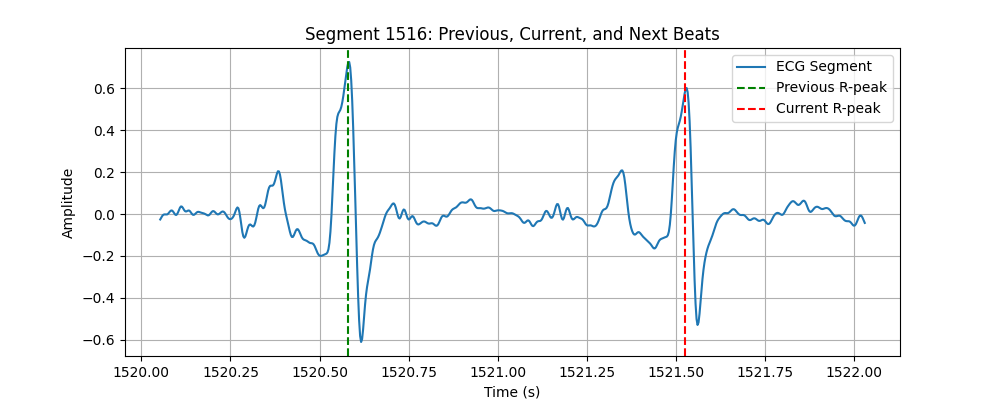 Segment 1516: Previous, Current, and Next Beats
ECG Segment
Previous R-peak
Current R-peak
Amplitude
0.6
0.4
0.2
0.0
−0.2
−0.4
−0.6
1520.00 1520.25 1520.50 1520.75 1521.00 1521.25 1521.50 1521.75 1522.00
Time (s)